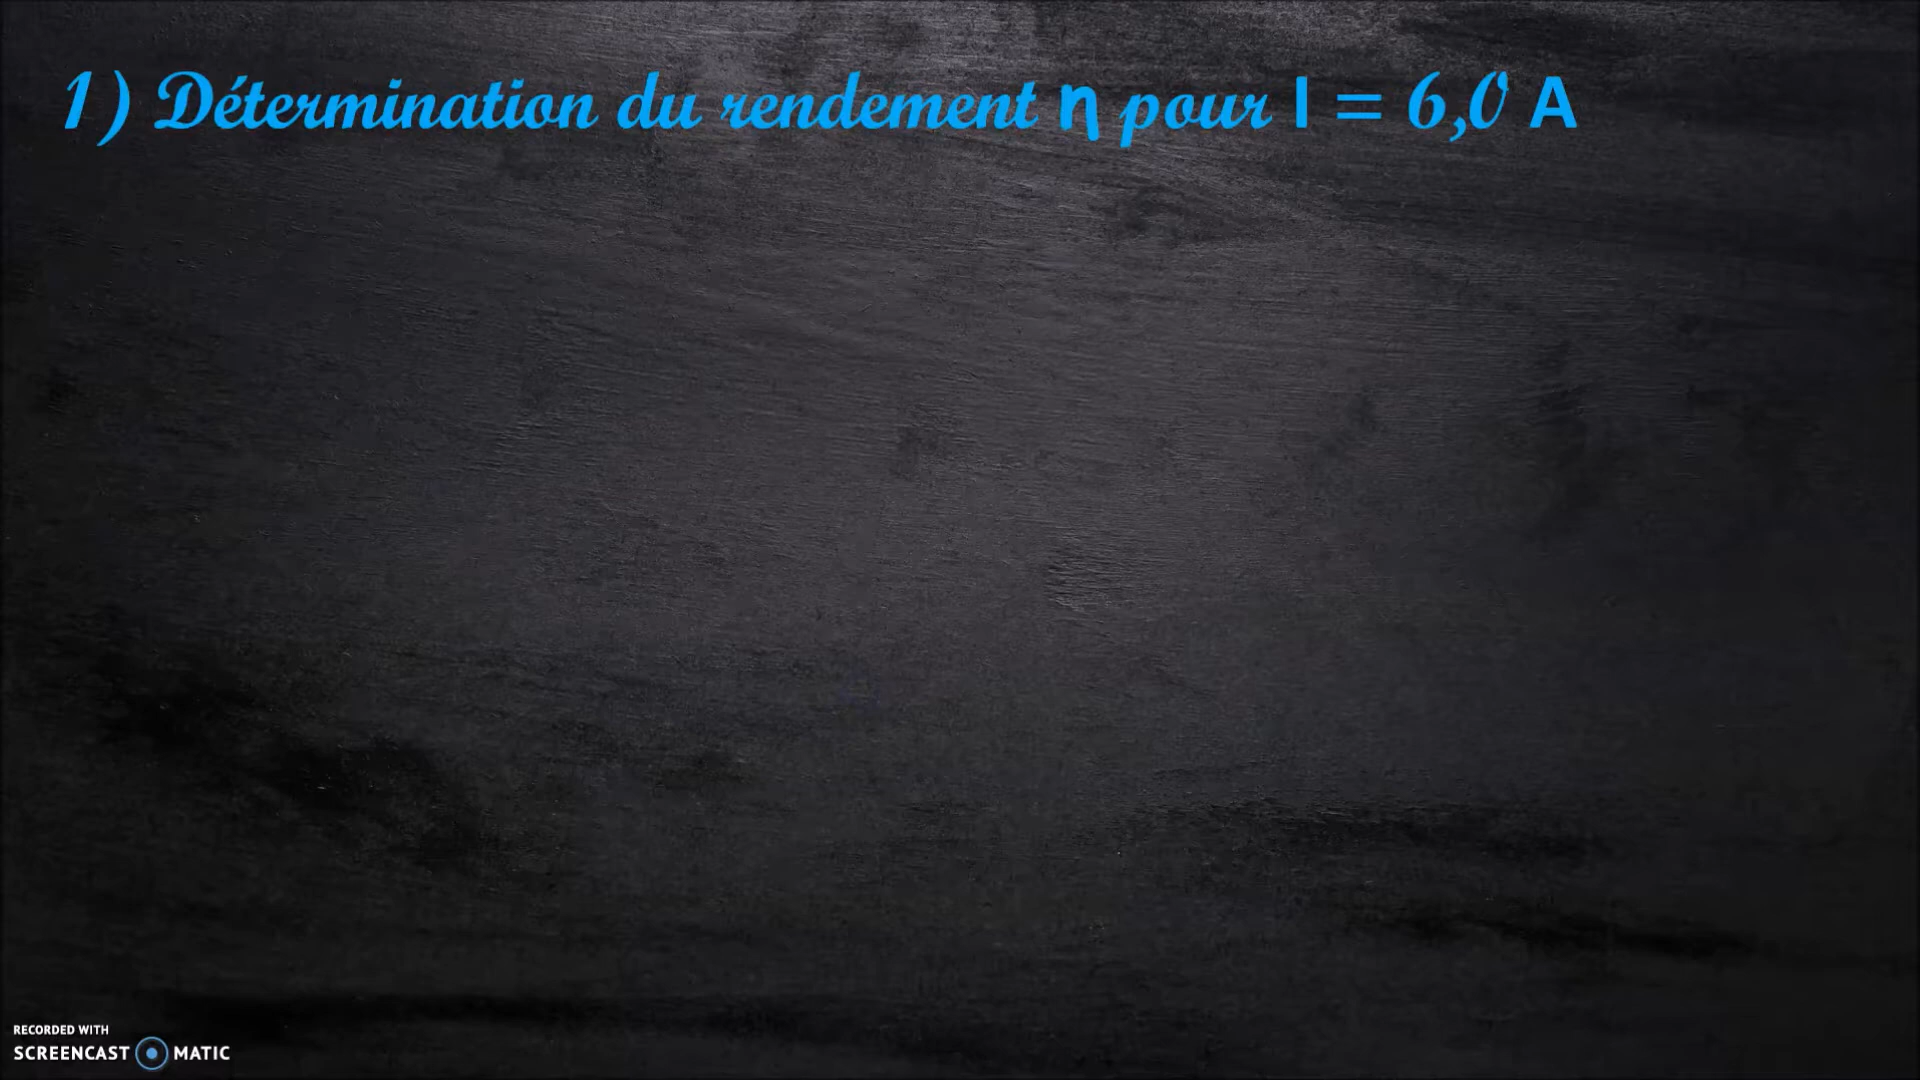 1) Détermination du rendement η pour I = 6,0 A
RECORDED WITH
SCREENCAST MATIC